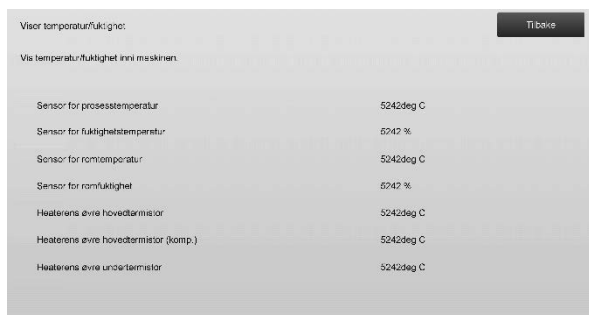 Viser temperatur/fuktighet
Tilbake
Vis temperatur/fuktighet inni maskinen.
Sensor for prosesstemperatur 5242deg C
Sensor for fuktighetstemperatur 5242 %
Sensor for romtemperatur 5242deg C
Sensor for romfuktighet 5242 %
Heaterens øvre hovedtermistor 5242deg C
Heaterens øvre hovedtermistor (komp.) 5242deg C
Heaterens øvre undertermistor 5242deg C